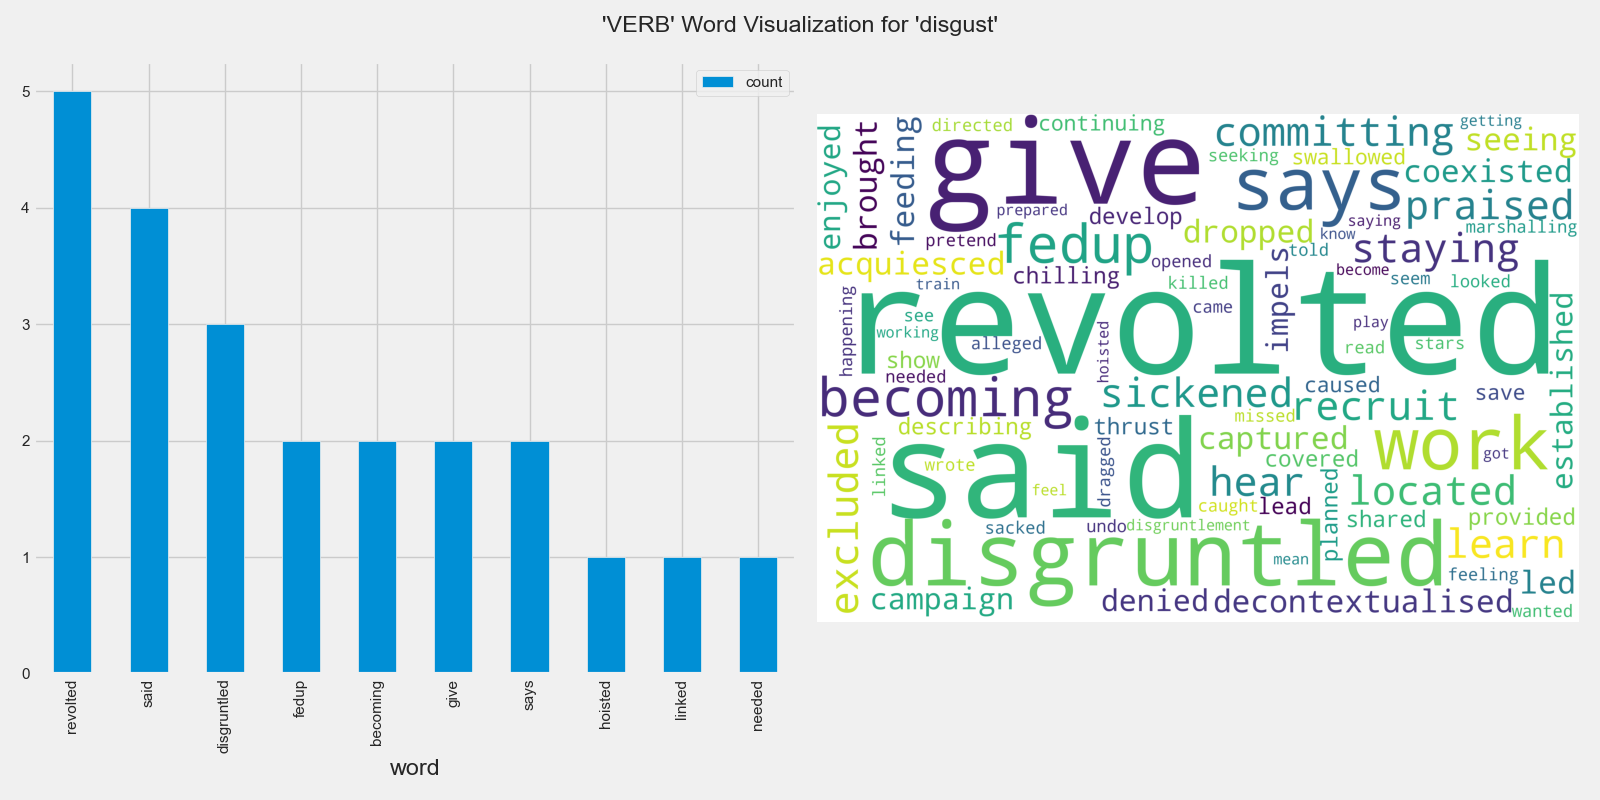 'VERB' Word Visualization for 'disgust'
count
5
4
3
2
1
0
revolted
said
disgruntled
fedup
becoming
give
says
hoisted
linked
needed
word
enjoyed
brought
feeding
directed
give
continuing
committing
getting
seeing
seeking
swallowed
says
coexisted
praised
prepared
develop
pretend
fedup
dropped
saying
know
marshalling
acquiesced
chilling
opened
told
staying
train
killed
impels
become
seem
looked
happening
see
working
revolted
came
play
alleged
hoisted
read
stars
established
show
needed
becoming
sickened
caused
save
missed
recruit
describing
thrust
captured
work
excluded
linked
wrote
said
covered
got
feel
dragged
hear
located
caught
lead
planned
sacked
undo
disgruntlement
shared
provided
disgruntled
mean
learn
feeling
led
campaign
denied
decontextualised
wanted